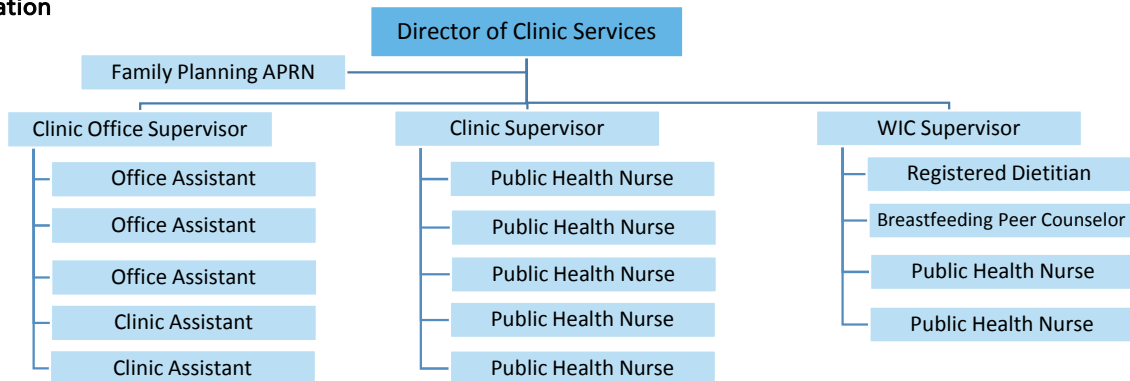 ation
Director of Clinic Services
Family Planning APRN
Clinic Office Supervisor
Office Assistant
Office Assistant
Office Assistant
Clinic Assistant
Clinic Assistant
Clinic Supervisor
Public Health Nurse
Public Health Nurse
Public Health Nurse
Public Health Nurse
Public Health Nurse
WIC Supervisor
Registered Dietitian
Breastfeeding Peer Counselor
Public Health Nurse
Public Health Nurse